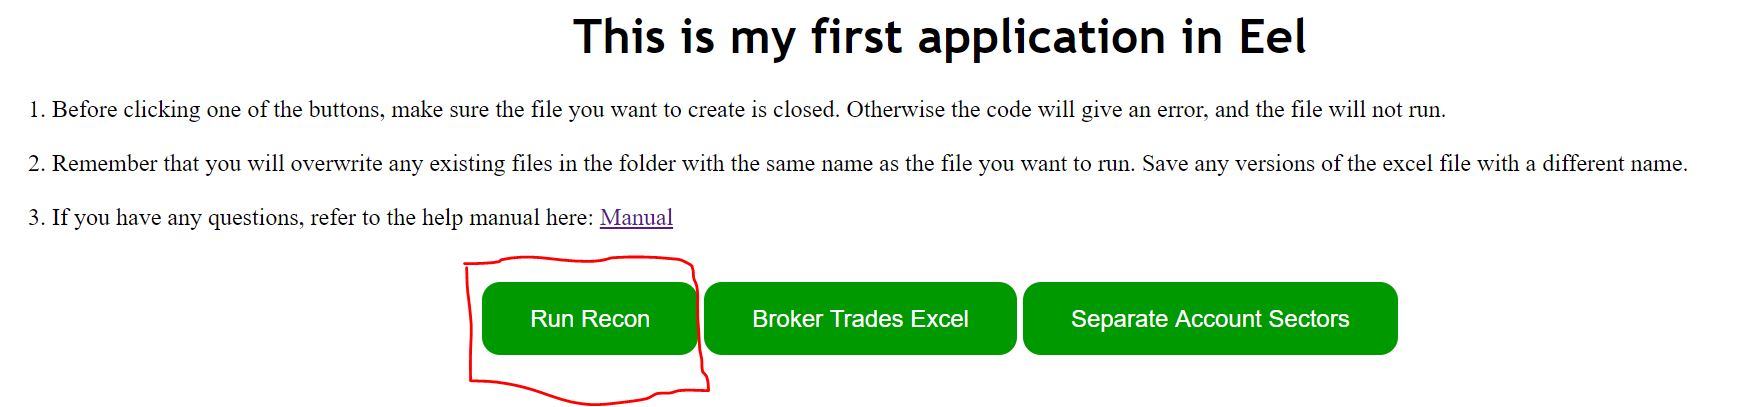 This is my first application in Eel
1. Before clicking one of the buttons, make sure the file you want to create is closed. Otherwise the code will give an error, and the file will not run.
2. Remember that you will overwrite any existing files in the folder with the same name as the file you want to run. Save any versions of the excel file with a different name.
3. If you have any questions, refer to the help manual here: Manual
Run Recon Broker Trades Excel Separate Account Sectors